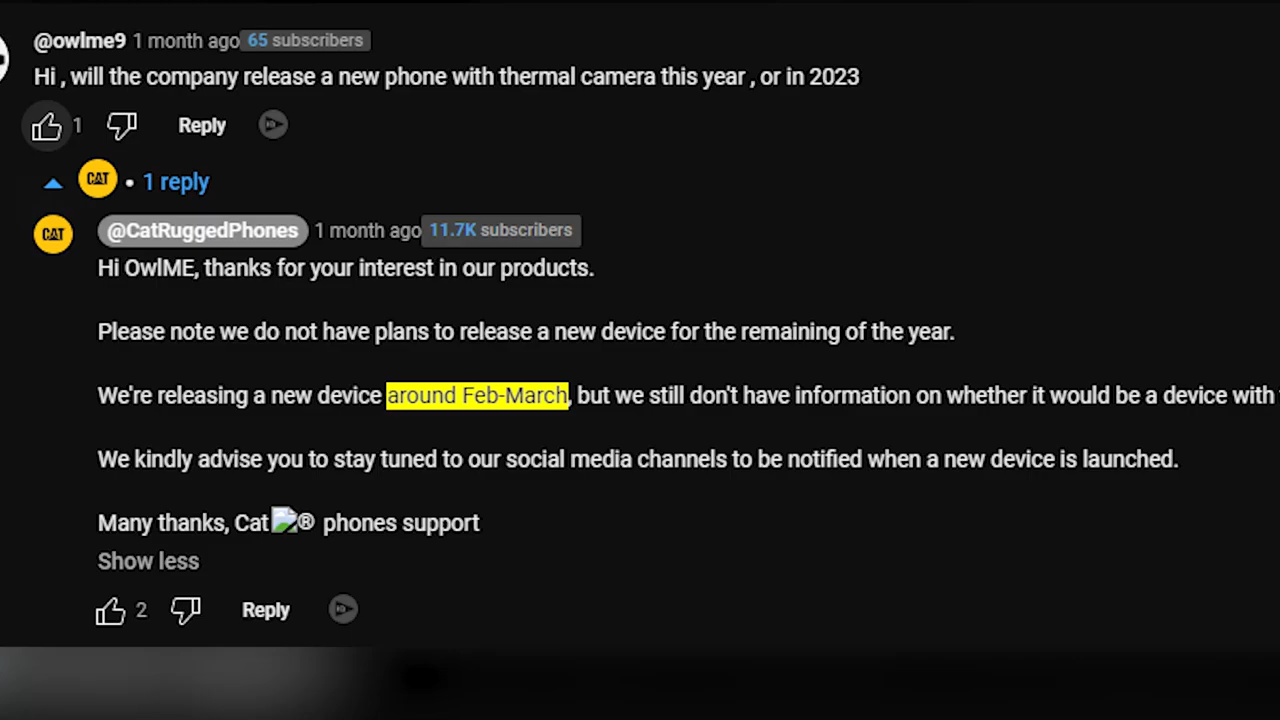 @owlme9 1 month ago 65 subscribers
Hi , will the company release a new phone with thermal camera this year , or in 2023
1 Reply
CAT • 1 reply
CAT @CatRuggedPhones 1 month ago 11.7K subscribers
Hi OwlME, thanks for your interest in our products.
Please note we do not have plans to release a new device for the remaining of the year.
We're releasing a new device around Feb-March, but we still don't have information on whether it would be a device with
We kindly advise you to stay tuned to our social media channels to be notified when a new device is launched.
Many thanks, Cat® phones support
Show less
2 Reply